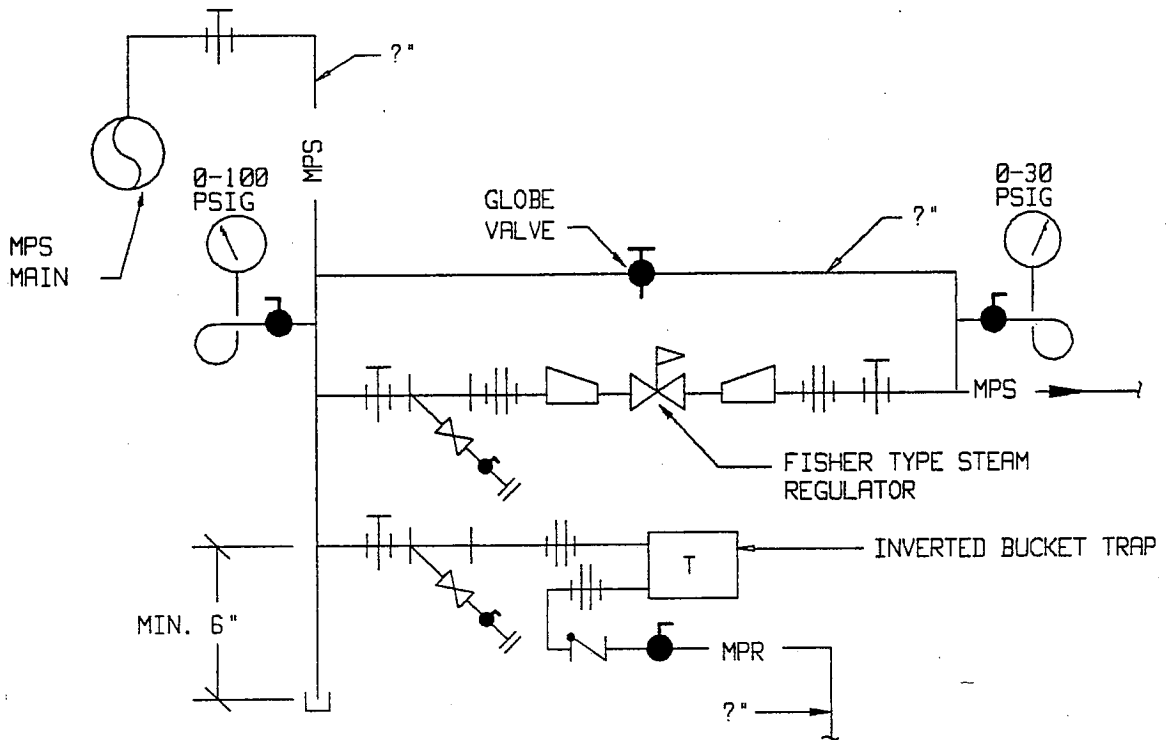 ?"
MPS
0-100
PSIG
MPS
MAIN
GLOBE
VALVE
?"
0-30
PSIG
MPS
FISHER TYPE STEAM
REGULATOR
INVERTED BUCKET TRAP
T
MIN. 6"
MPR
?"